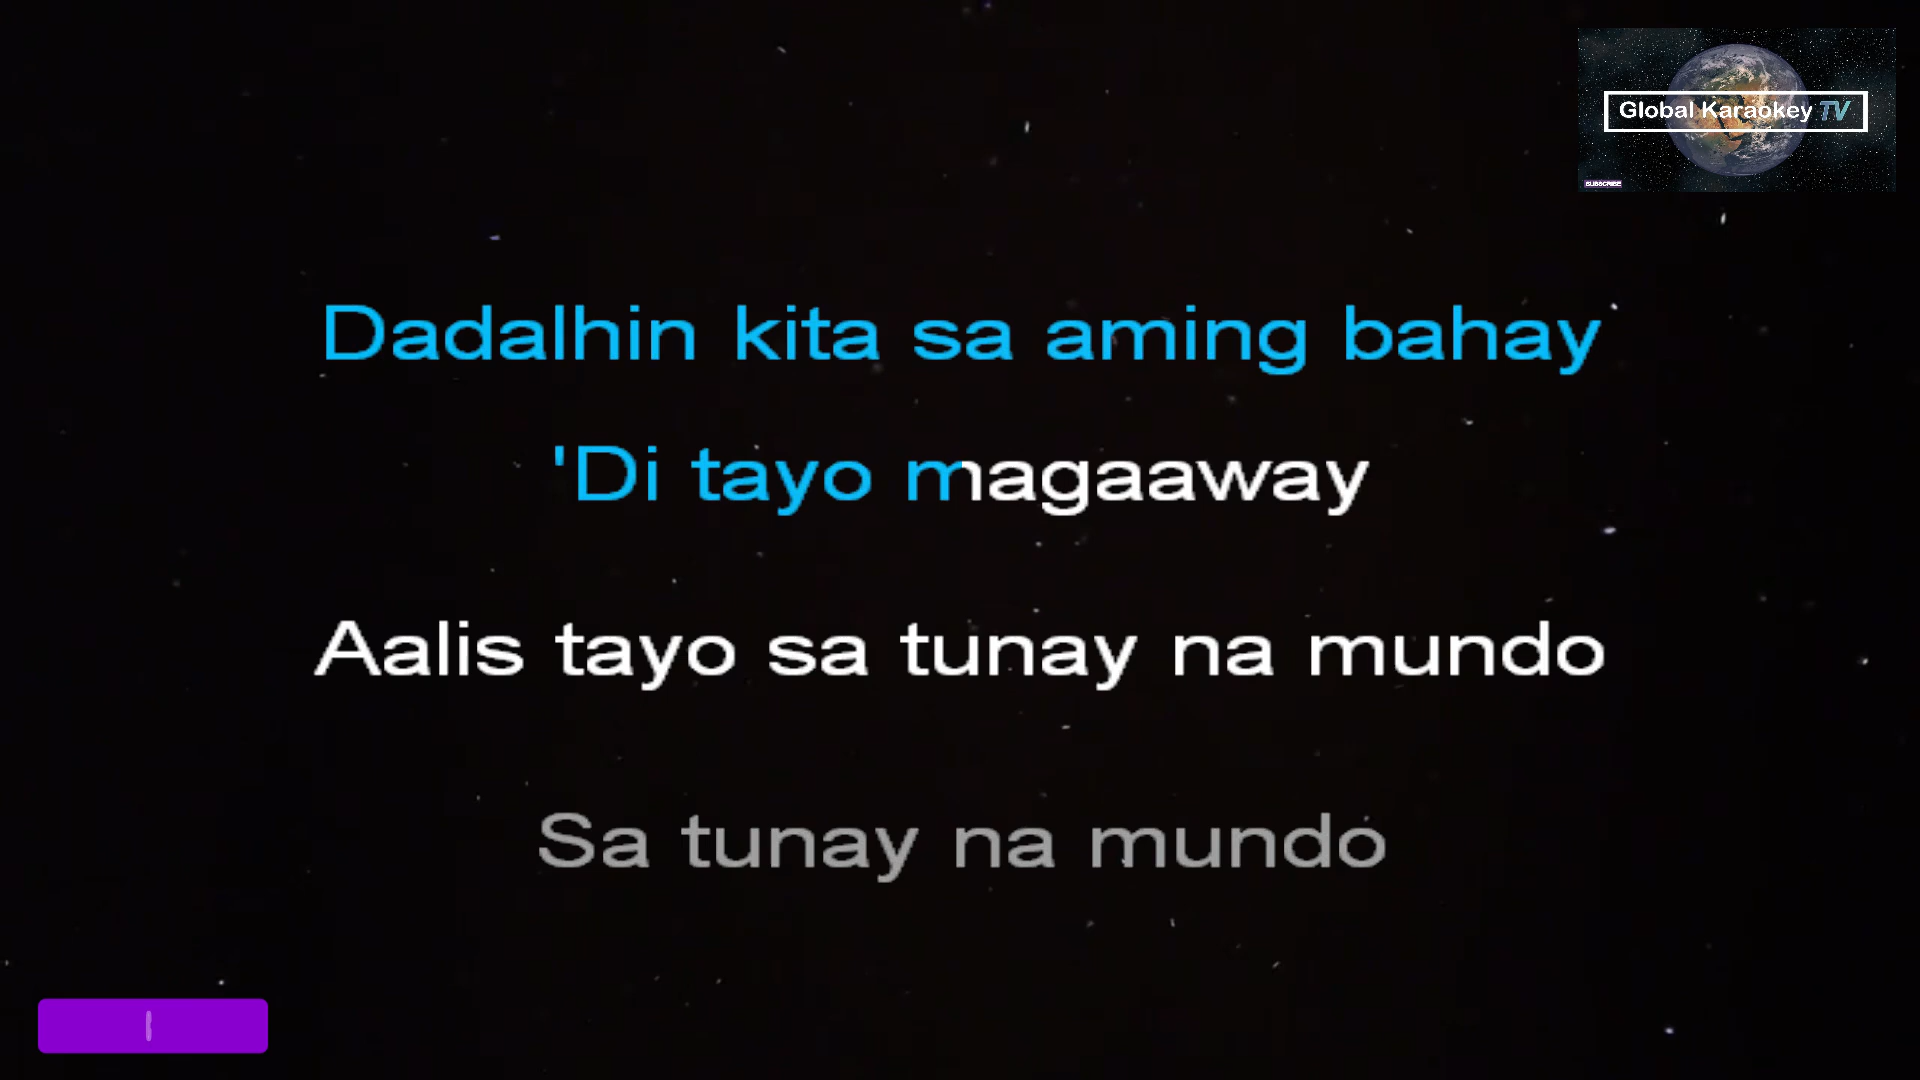 Global Karaokey TV
SUBSCRIBE
Dadalhin kita sa aming bahay
'Di tayo magaaway
Aalis tayo sa tunay na mundo
Sa tunay na mundo